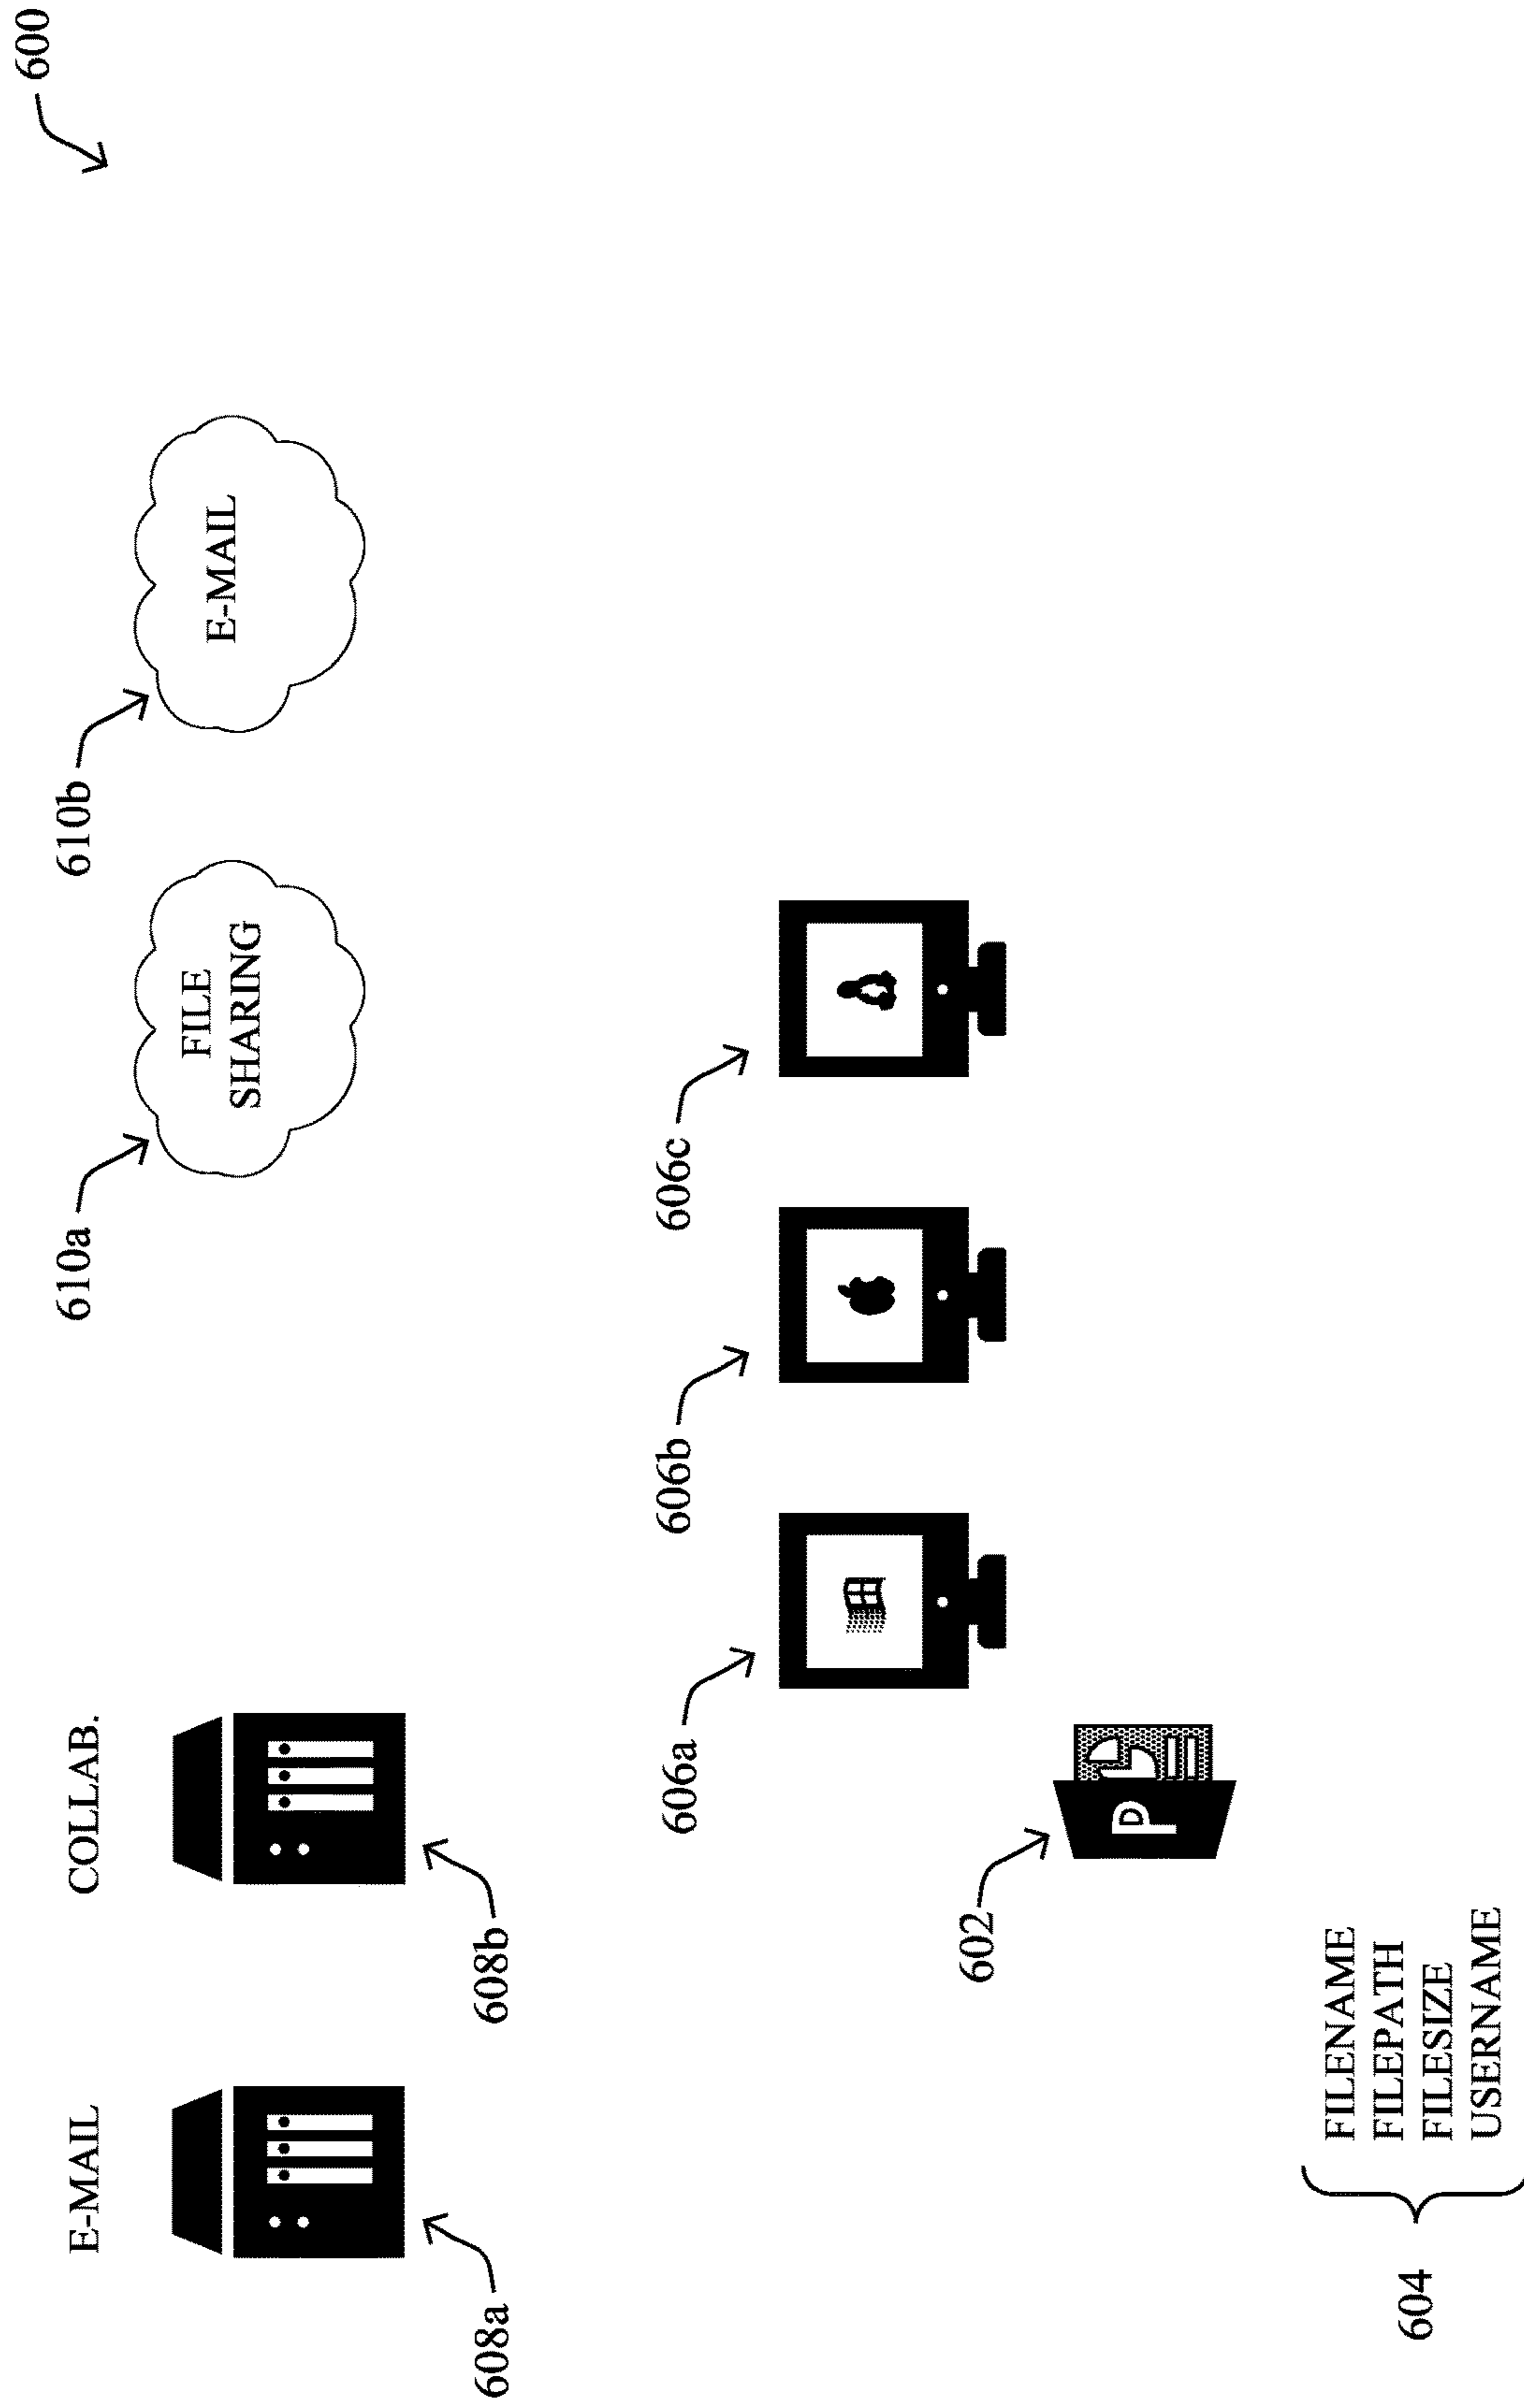 600
E-MAIL
COLLAB.
608a
608b
610a
610b
FILE
SHARING
E-MAIL
606a
606b
606c
602
P
604
FILENAME
FILEPATH
FILESIZE
USERNAME